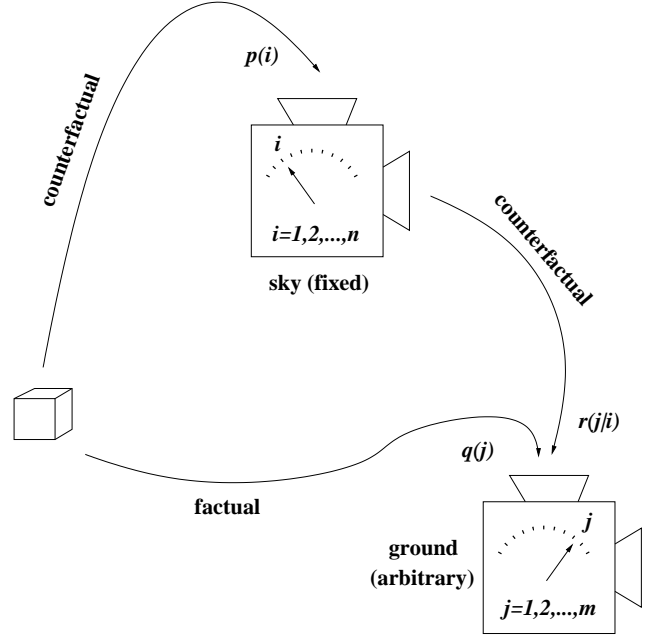 p(i)
counterfactual
i
i=1,2,...,n
sky (fixed)
counterfactual
r(j|i)
q(j)
factual
j
ground
(arbitrary)
j=1,2,...,m